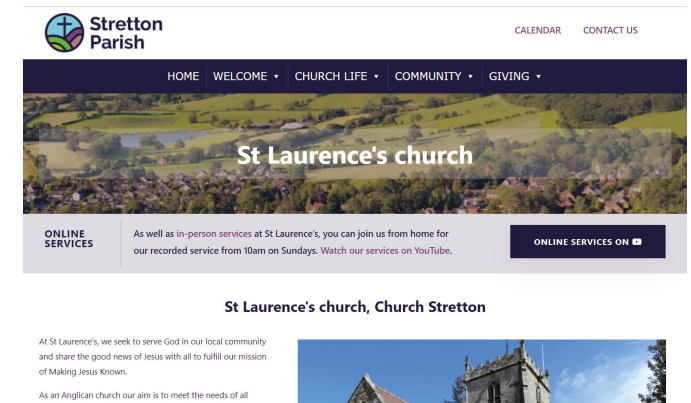 Stretton
Parish
CALENDAR CONTACT US
HOME WELCOME ▾ CHURCH LIFE ▾ COMMUNITY ▾ GIVING ▾
St Laurence's church
ONLINE
SERVICES
As well as in-person services at St Laurence's, you can join us from home for
our recorded service from 10am on Sundays. Watch our services on YouTube.
ONLINE SERVICES ON
St Laurence's church, Church Stretton
At St Laurence's, we seek to serve God in our local community
and share the good news of Jesus with all to fulfill our mission
of Making Jesus Known.
As an Anglican church our aim is to meet the needs of all